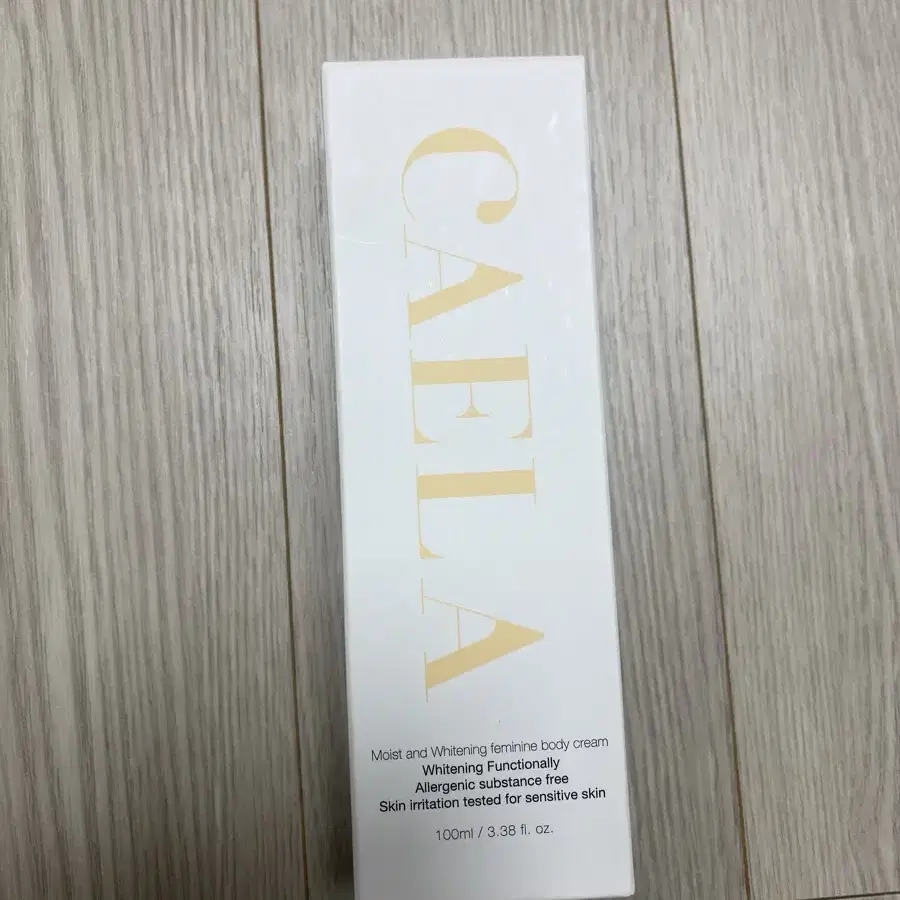 CAELA
Moist and Whitening feminine body cream
Whitening Functionally
Allergenic substance free
Skin irritation tested for sensitive skin
100ml / 3.38 fl. oz.